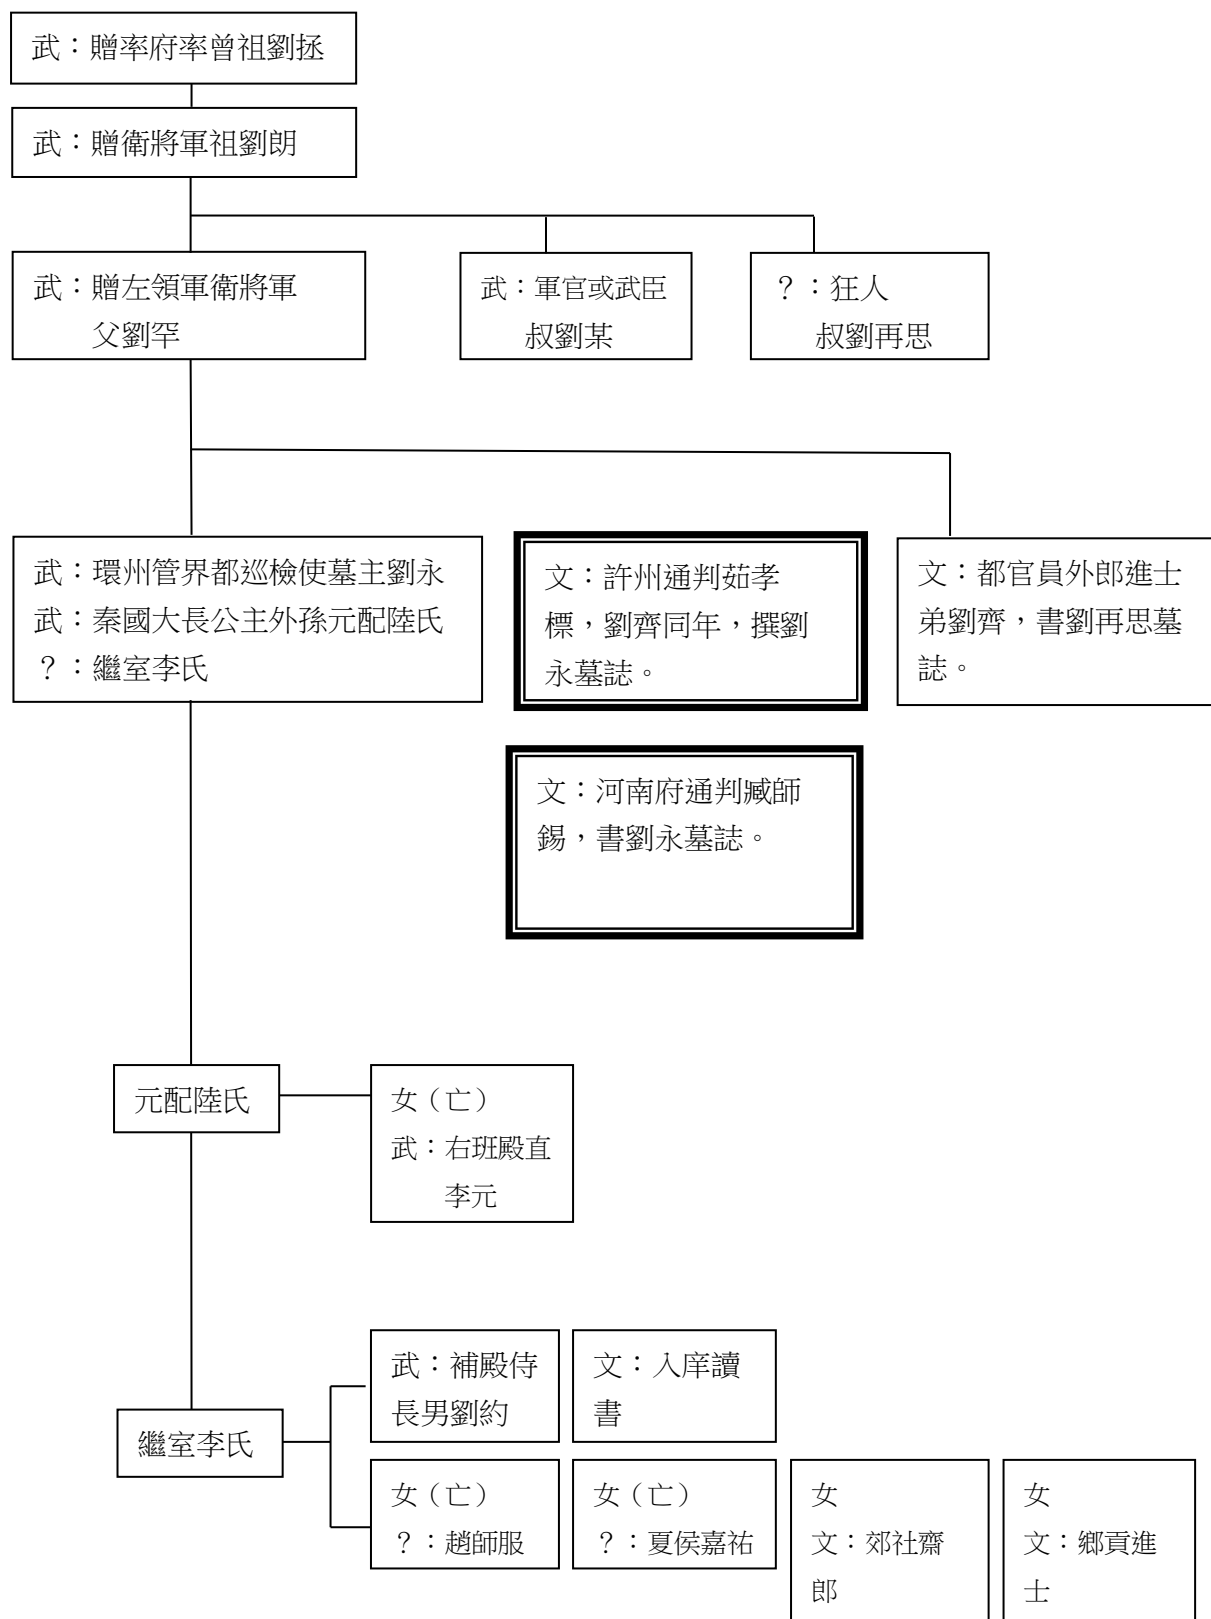 武：贈率府率曾祖劉拯
武：贈衛將軍祖劉朗
武：贈左領軍衛將軍
父劉罕
武：軍官或武臣
叔劉某
？：狂人
叔劉再思
武：環州管界都巡檢使墓主劉永
武：秦國大長公主外孫元配陸氏
？：繼室李氏
文：許州通判茹孝
標，劉齊同年，撰劉
永墓誌。
文：都官員外郎進士
弟劉齊，書劉再思墓
誌。
文：河南府通判臧師
錫，書劉永墓誌。
元配陸氏
女（亡）
武：右班殿直
李元
繼室李氏
武：補殿侍
長男劉約
文：入庠讀
書
女（亡）
？：趙師服
女（亡）
？：夏侯嘉祐
女
文：郊社齋
郎
女
文：鄉貢進
士